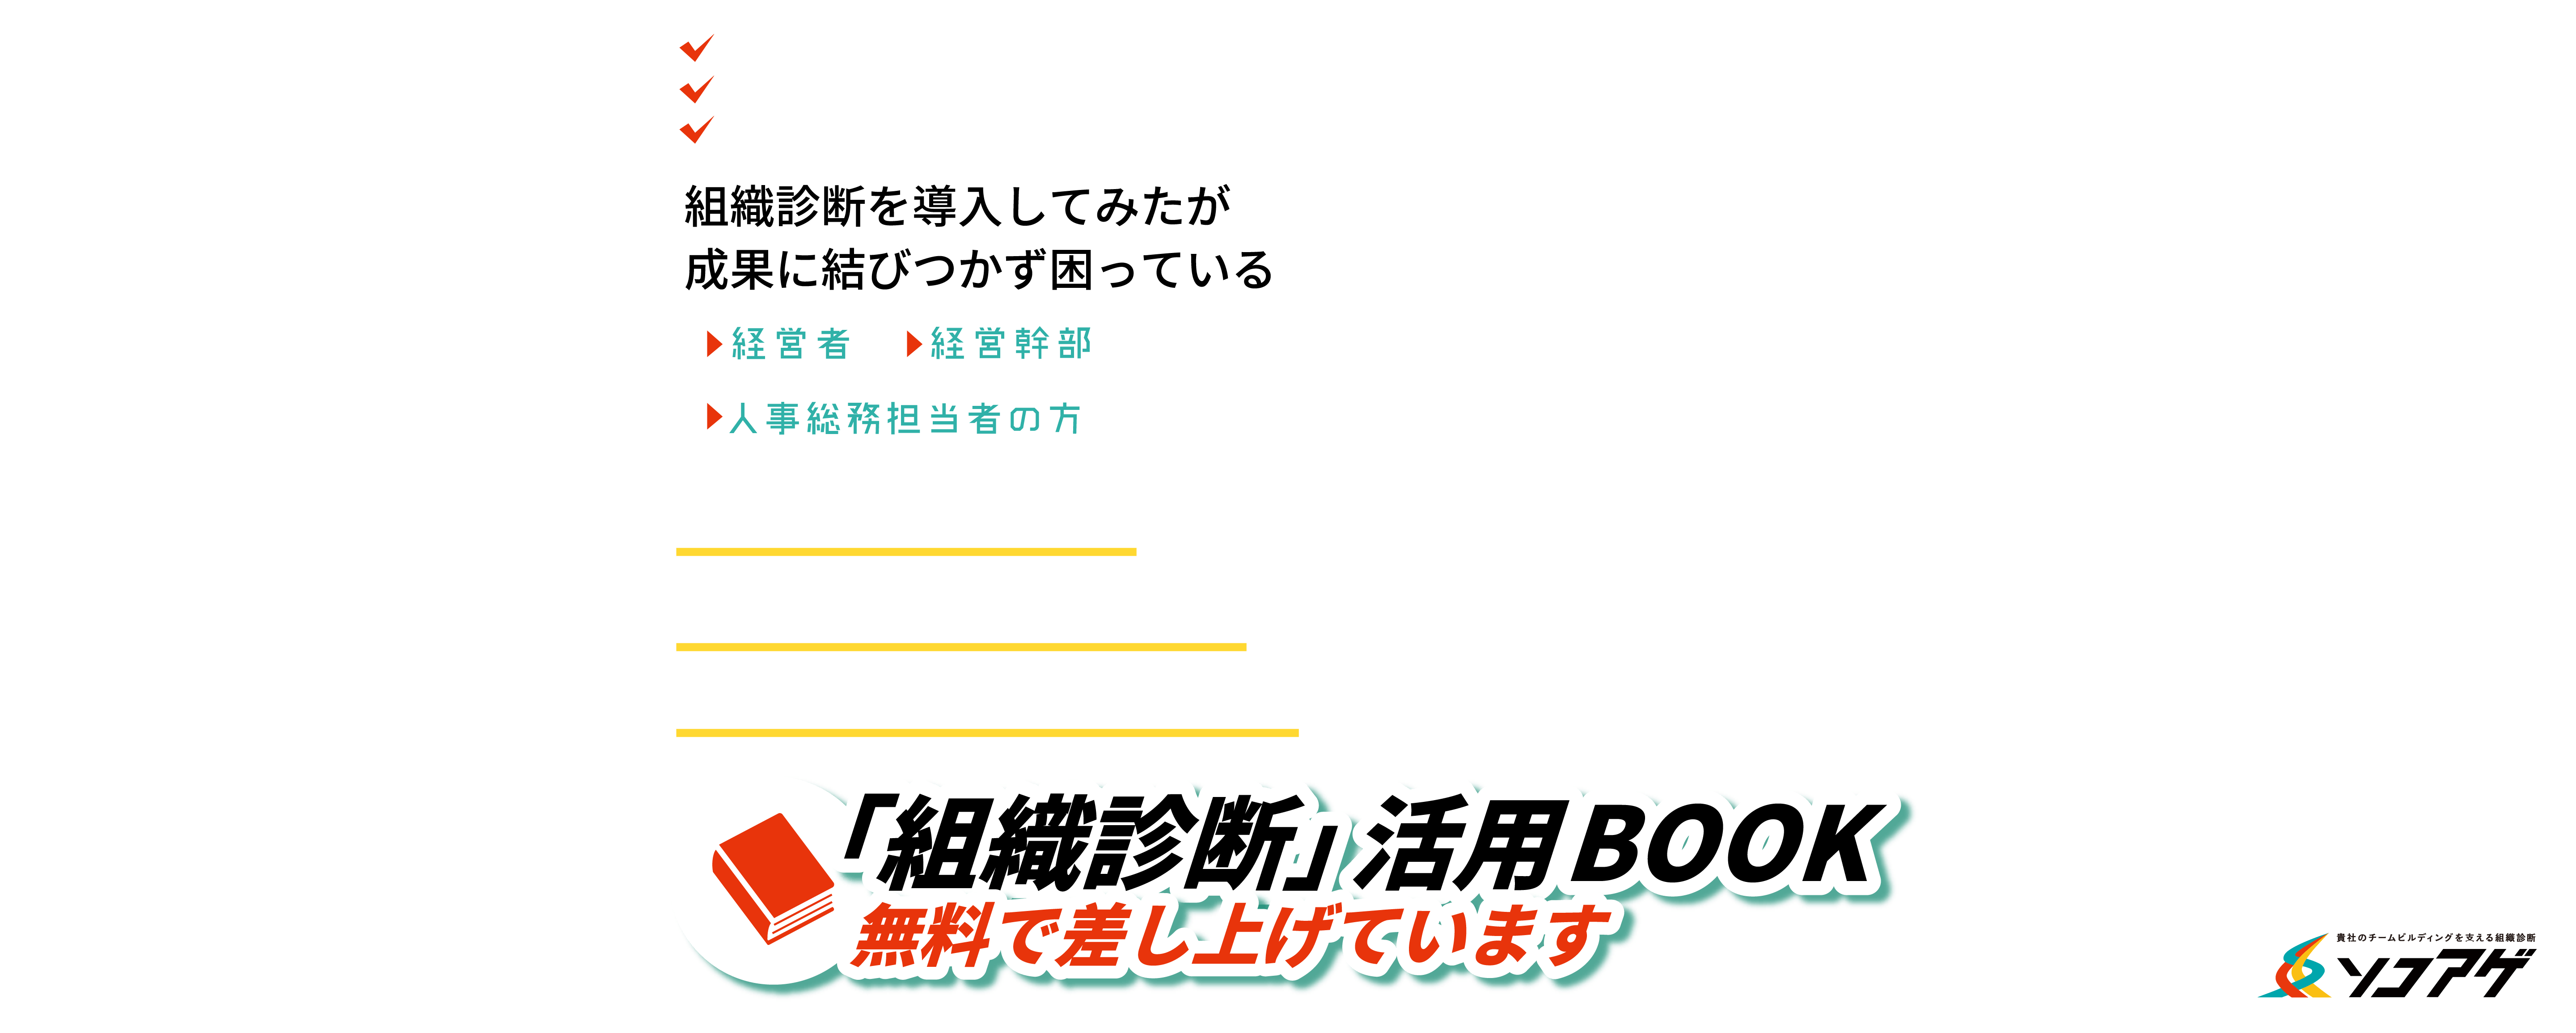 組織診断を導入してみたが
成果に結びつかず困っている
経営者 経営幹部
人事総務担当者の方
「組織診断」活用BOOK
無料で差し上げています
貴社のチームビルディングを支える組織診断
ソコアゲ